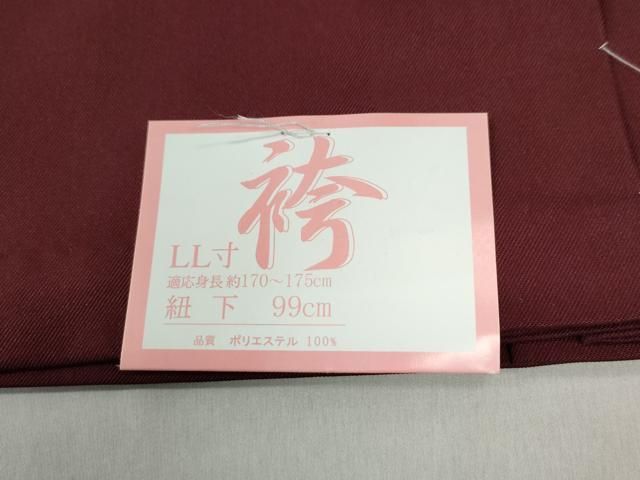 袴
LL寸
適応身長 約170～175cm
紐 下 99cm
品質 ポリエステル 100%